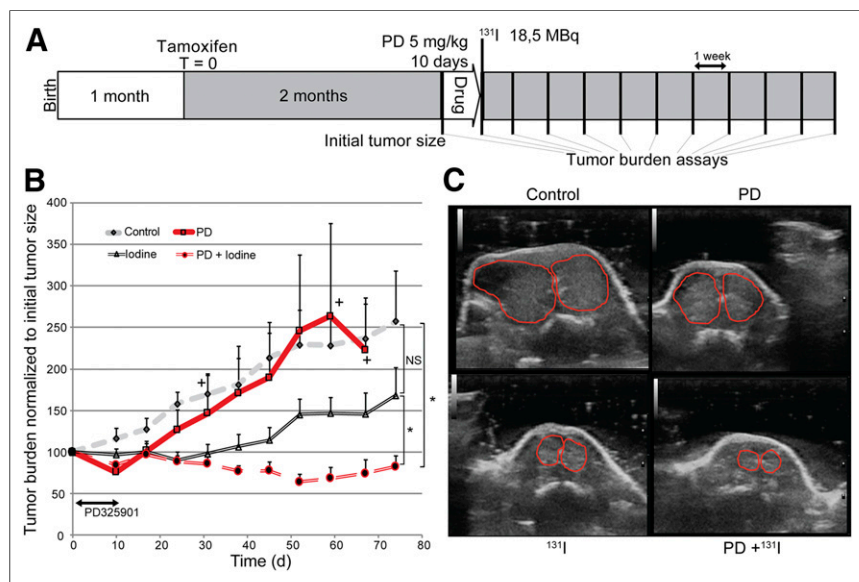 A
Tamoxifen
T = 0
PD 5 mg/kg
10 days
131I 18,5 MBq
1 week
Birth
1 month
2 months
Drug
Initial tumor size
Tumor burden assays
B
Tumor burden normalized to initial tumor size
400
350
300
250
200
150
100
50
0
Control
PD
Iodine
PD + Iodine
+
+
+
NS
*
*
PD325901
0 10 20 30 40 50 60 70 80
Time (d)
C
Control
PD
131I
PD +131I